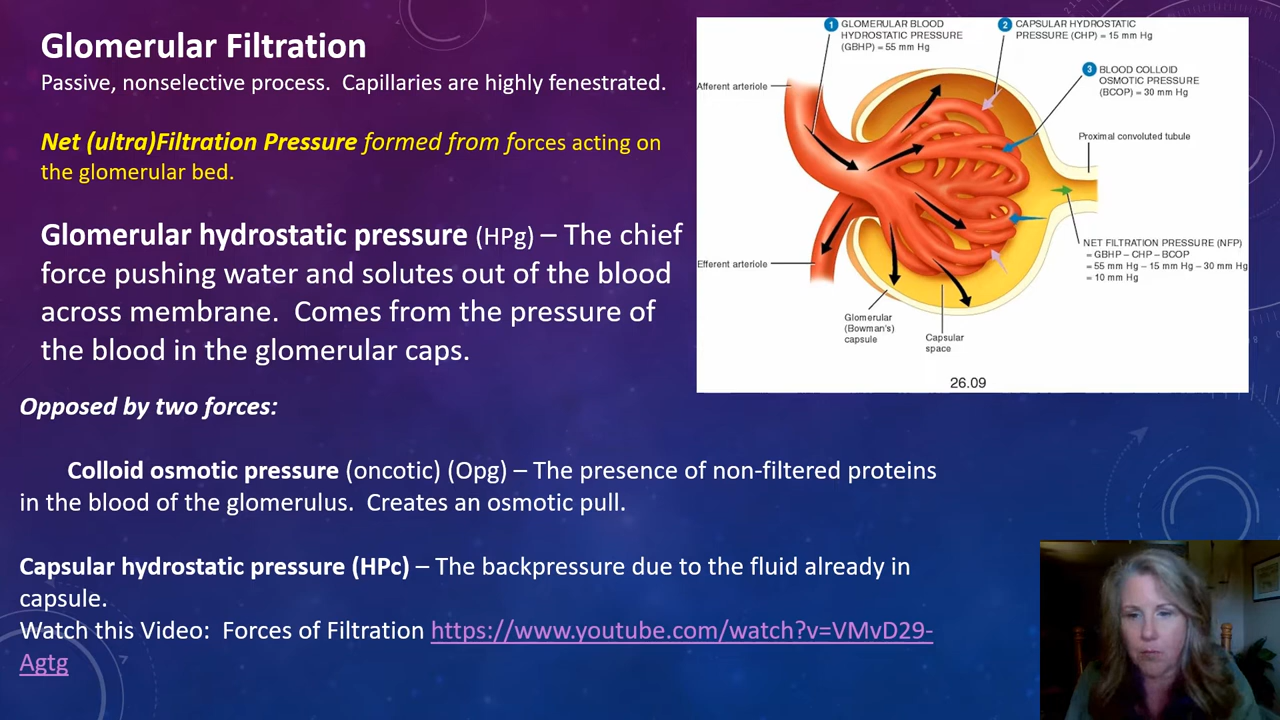 Glomerular Filtration
Passive, nonselective process. Capillaries are highly fenestrated.
Net (ultra)Filtration Pressure formed from forces acting on
the glomerular bed.
Glomerular hydrostatic pressure (HPg) – The chief
force pushing water and solutes out of the blood
across membrane. Comes from the pressure of
the blood in the glomerular caps.
Opposed by two forces:
Colloid osmotic pressure (oncotic) (Opg) – The presence of non-filtered proteins
in the blood of the glomerulus. Creates an osmotic pull.
Capsular hydrostatic pressure (HPc) – The backpressure due to the fluid already in
capsule.
Watch this Video: Forces of Filtration https://www.youtube.com/watch?v=VMvD29-
Agtg
1 GLOMERULAR BLOOD
HYDROSTATIC PRESSURE
(GBHP) = 55 mm Hg
2 CAPSULAR HYDROSTATIC
PRESSURE (CHP) = 15 mm Hg
3 BLOOD COLLOID
OSMOTIC PRESSURE
(BCOP) = 30 mm Hg
Afferent arteriole
Proximal convoluted tubule
Efferent arteriole
NET FILTRATION PRESSURE (NFP)
= GBHP – CHP – BCOP
= 55 mm Hg – 15 mm Hg – 30 mm Hg
= 10 mm Hg
Glomerular
(Bowman's)
capsule
Capsular
space
26.09